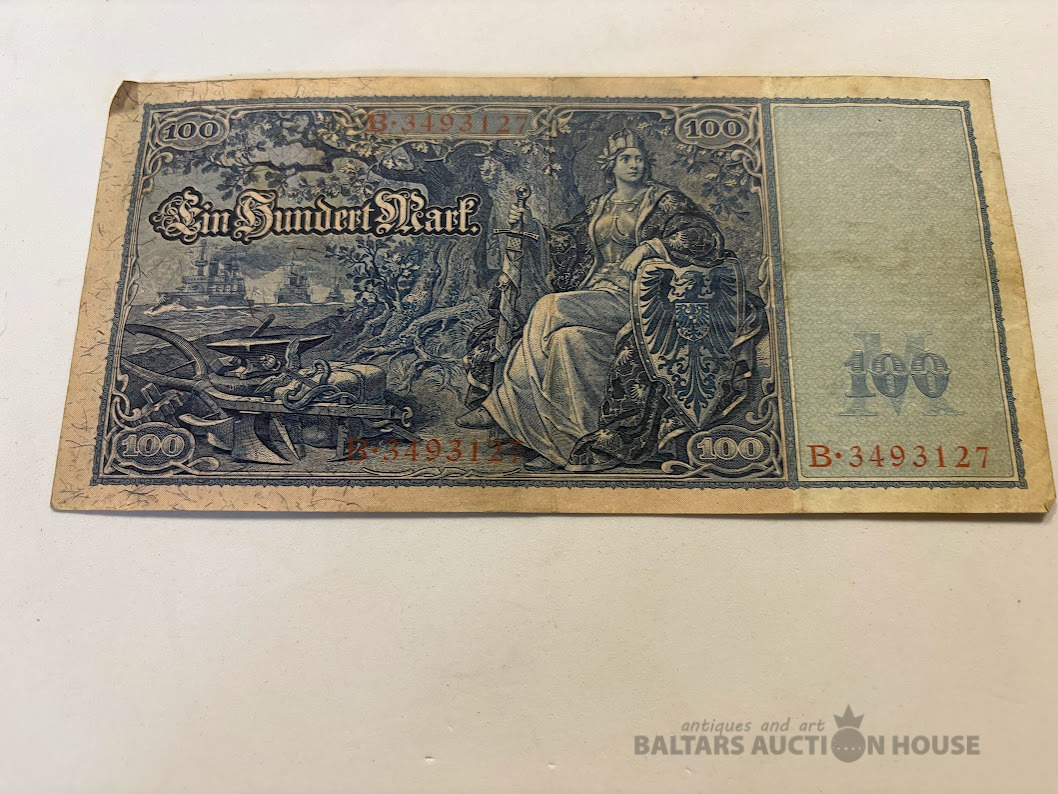 100 B·3493127 100
Ein Hundert Mark.
M
100
100 B·3493127 100 B·3493127
antiques and art
BALTARS AUCTION HOUSE